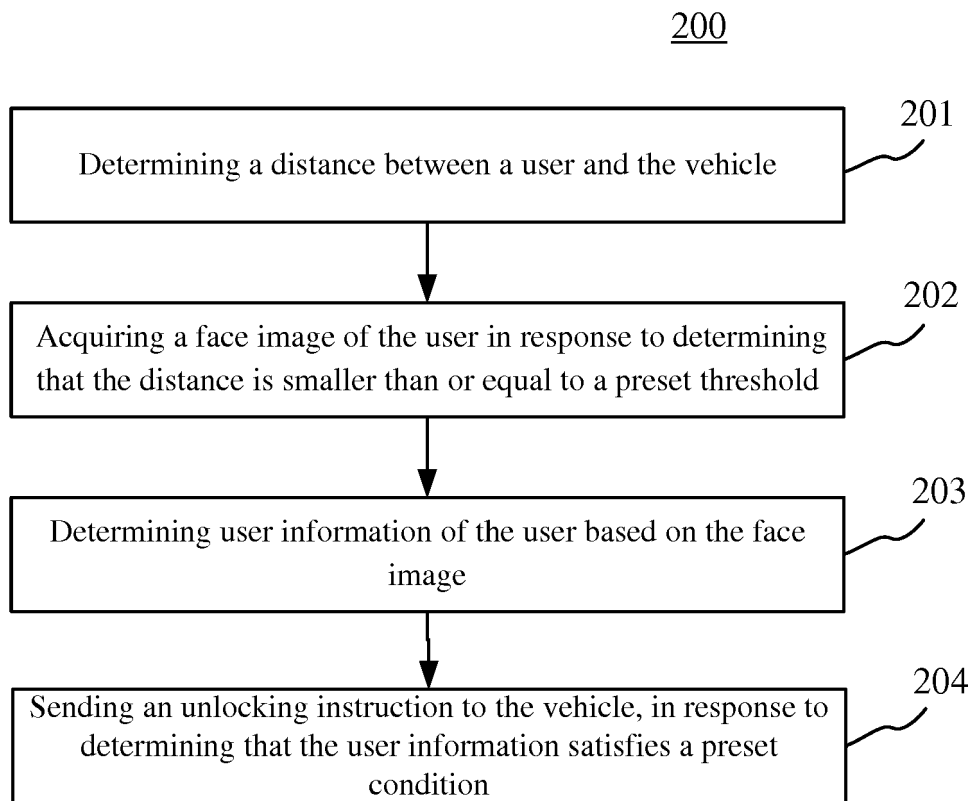 200
201
Determining a distance between a user and the vehicle
202
Acquiring a face image of the user in response to determining
that the distance is smaller than or equal to a preset threshold
203
Determining user information of the user based on the face
image
204
Sending an unlocking instruction to the vehicle, in response to
determining that the user information satisfies a preset
condition